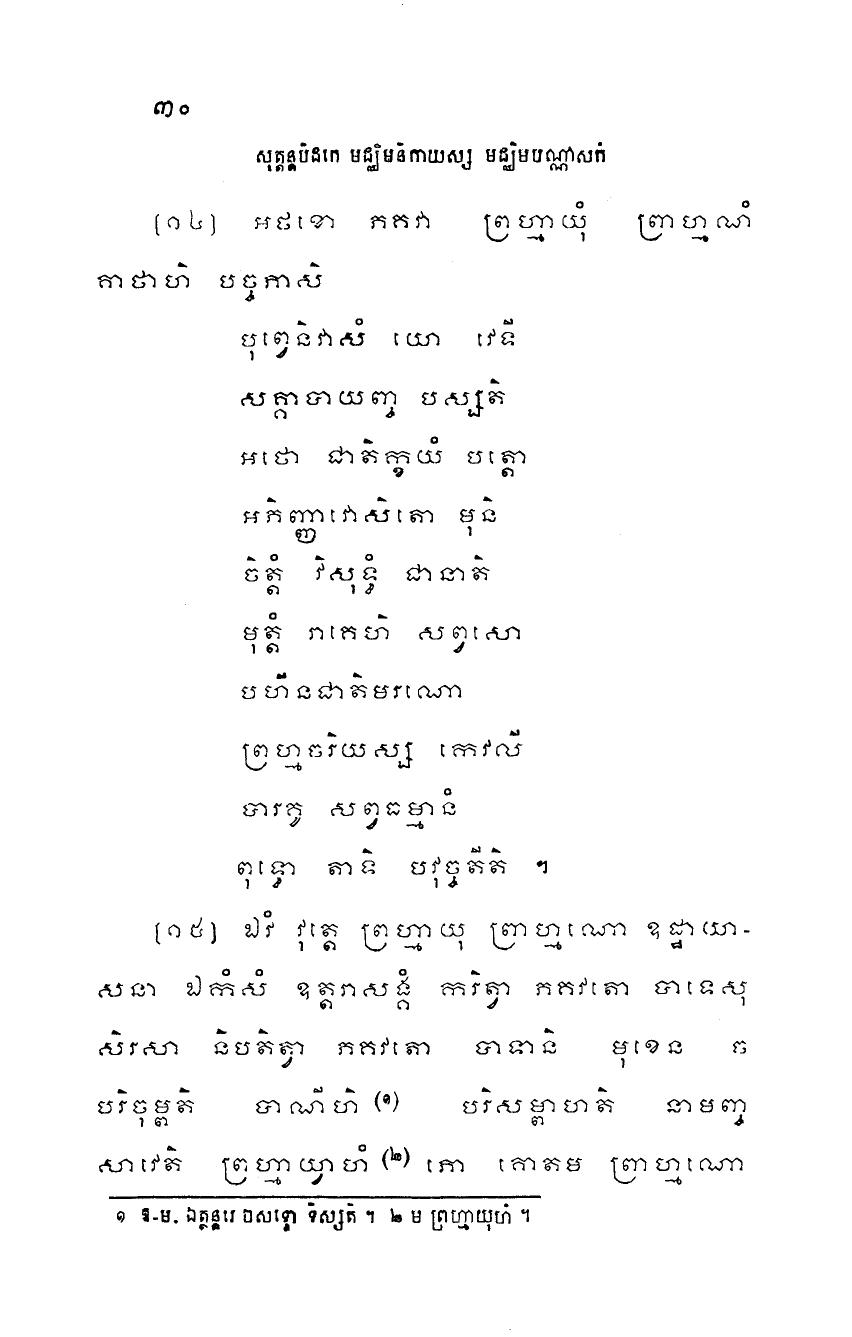 ៣០
សុត្តន្តបិដកេ មជ្ឈិមនិកាយស្ស មជ្ឈិមបណ្ណាសកំ
[១៤] អថខោ ភគវា ព្រហ្មាយុំ ព្រាហ្មណំ
គាថាហិ បច្ចភាសិ
បុព្វេនិវាសំ យោ វេទី
សគ្គាបាយញ្ច បស្សតិ
អថោ ជាតិក្ខយំ បត្តោ
អភិញ្ញាវោសិតោ មុនិ
ចិត្តំ វិសុទ្ធំ ជានាតិ
មុត្តំ រាគេហិ សព្វសោ
បហីនជាតិមរណោ
ព្រហ្មចរិយស្ស កេវលី
បារគូ សព្វធម្មានំ
ពុទ្ធោ តាទិ បវុច្ចតីតិ ។
[១៥] ឯវំ វុត្តេ ព្រហ្មាយុ ព្រាហ្មណោ ឧដ្ឋាយា-
សនា ឯកំសំ ឧត្តរាសង្គំ ករិត្វា ភគវតោ បាទេសុ
សិរសា និបតិត្វា ភគវតោ បាទានិ មុខេន ច
បរិចុម្ពតិ បាណីហិ (១) បរិសម្ពាហតិ នាមញ្ច
សាវេតិ ព្រហ្មាយ្វាហំ (២) ភោ គោតម ព្រាហ្មណោ
១ ឱ-ម. ឯត្ថន្តរេ ចសទ្ទោ ទិស្សតិ ។ ២ ម ព្រហ្មាយុហំ ។